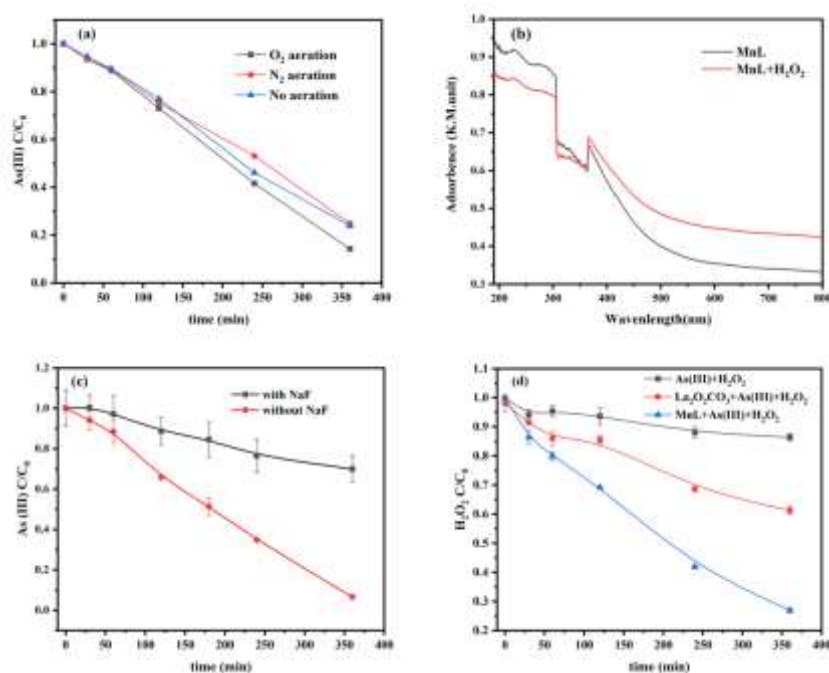 (a)
O₂ aeration
N₂ aeration
No aeration
As(III) C/C₀
1.0
0.8
0.6
0.4
0.2
0.0
0 50 100 150 200 250 300 350 400
time (min)
(b)
MnL
MnL+H₂O₂
Adsorbence (K.M.unit)
1.0
0.9
0.8
0.7
0.6
0.5
0.4
0.3
200 300 400 500 600 700 800
Wavenlength(nm)
(c)
with NaF
without NaF
As (III) C/C₀
1.2
1.0
0.8
0.6
0.4
0.2
0.0
0 50 100 150 200 250 300 350 400
time (min)
(d)
As(III)+H₂O₂
La₂O₂CO₃+As(III)+H₂O₂
MnL+As(III)+H₂O₂
H₂O₂ C/C₀
1.1
1.0
0.9
0.8
0.7
0.6
0.5
0.4
0.3
0.2
0 50 100 150 200 250 300 350 400
time (min)